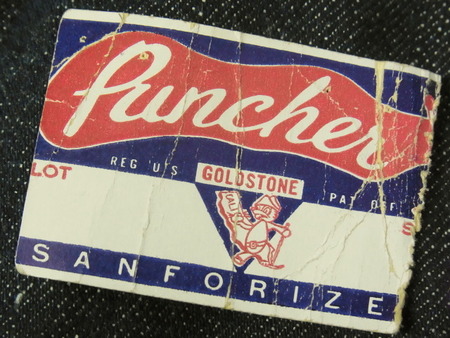 Puncher
REG U.S PAT OFF
LOT
GOLDSTONE
S
SANFORIZE